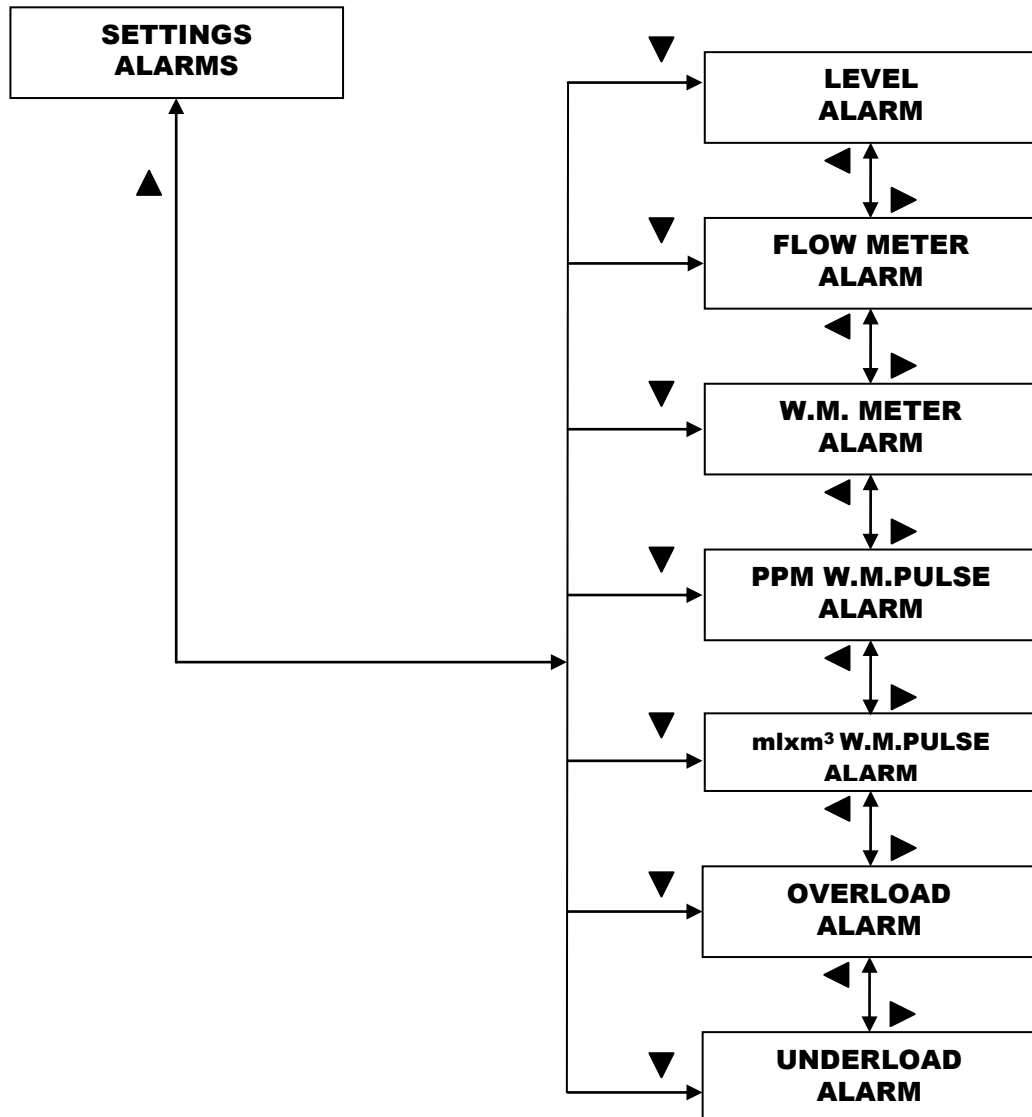 SETTINGS
ALARMS
LEVEL
ALARM
FLOW METER
ALARM
W.M. METER
ALARM
PPM W.M.PULSE
ALARM
mlxm³ W.M.PULSE
ALARM
OVERLOAD
ALARM
UNDERLOAD
ALARM